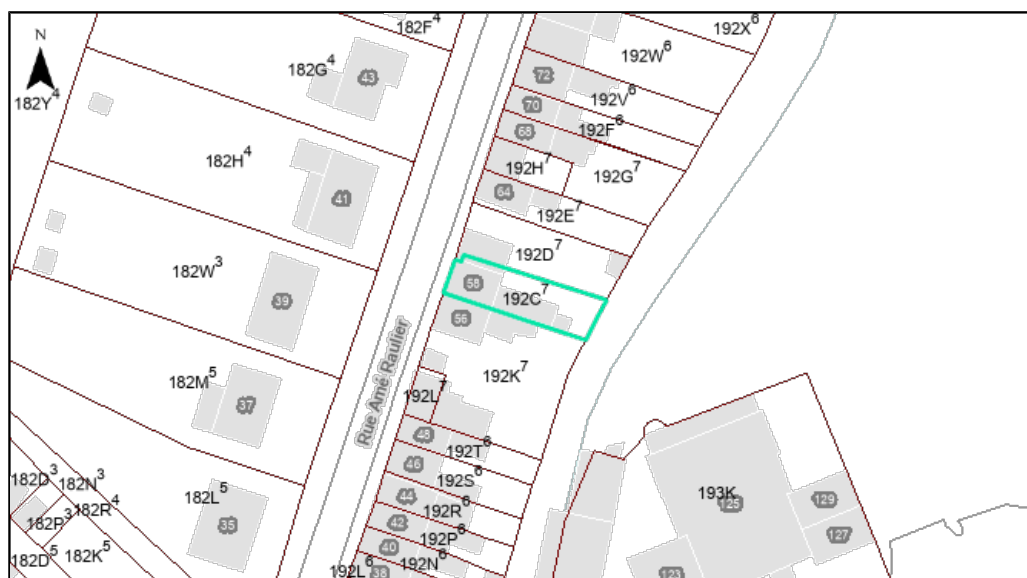 N
182F⁴
192X⁶
192W⁶
182G⁴
43
72
182Y⁴
192V⁶
70
192F⁶
68
182H⁴
192H⁷
192G⁷
41
64
192E⁷
192D⁷
182W³
58
192C⁷
39
56
Rue Amé Raulier
192K⁷
182M⁵
37
192L⁷
48
192T⁶
46
192S⁶
182D³
182N³
182L⁵
44
193K
125
129
182R⁴
192R⁶
182P³
35
42
192P⁶
127
182D⁵
182K⁵
40
192N⁶
192L⁶
38
123